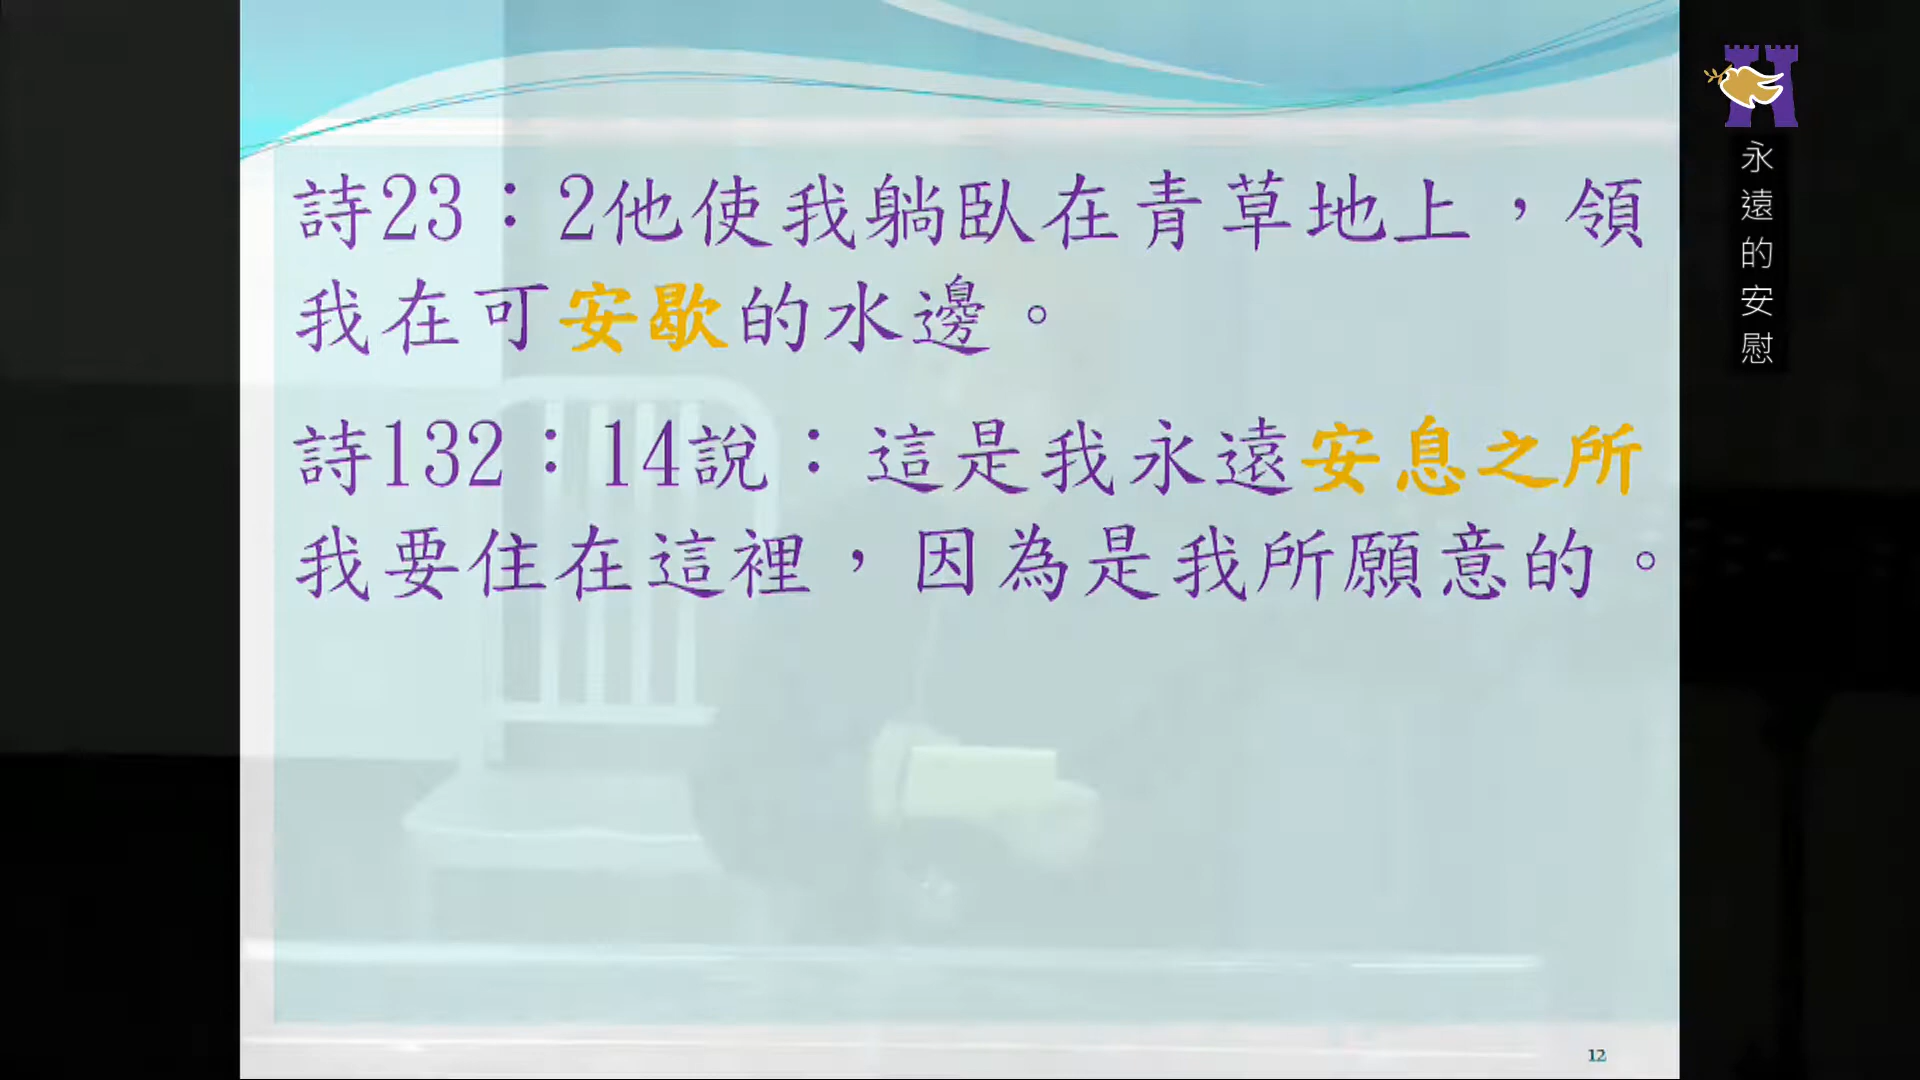 詩23：2他使我躺臥在青草地上，領
我在可安歇的水邊。
詩132：14說：這是我永遠安息之所
我要住在這裡，因為是我所願意的。
永遠的安慰
12